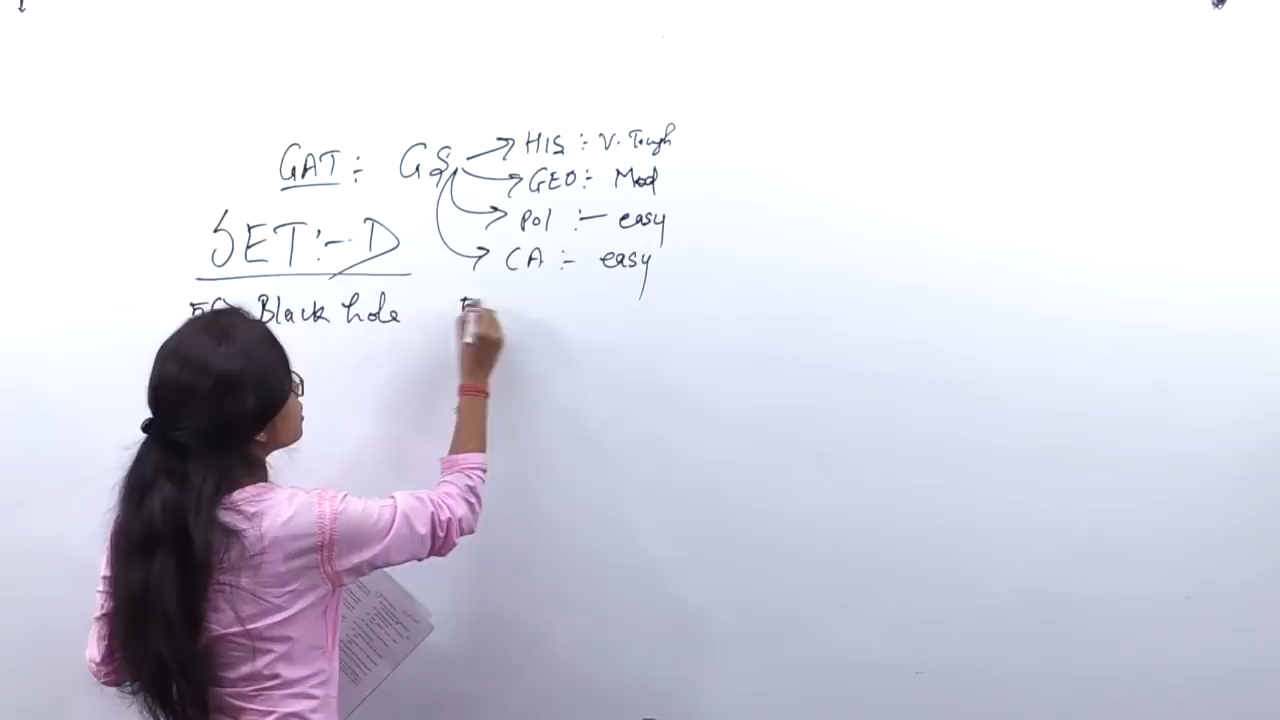 GAT :- GS → HIS :- V. Tough
→ GEO :- Mod
→ Pol :- easy
→ CA :- easy
SET :- D
Black hole